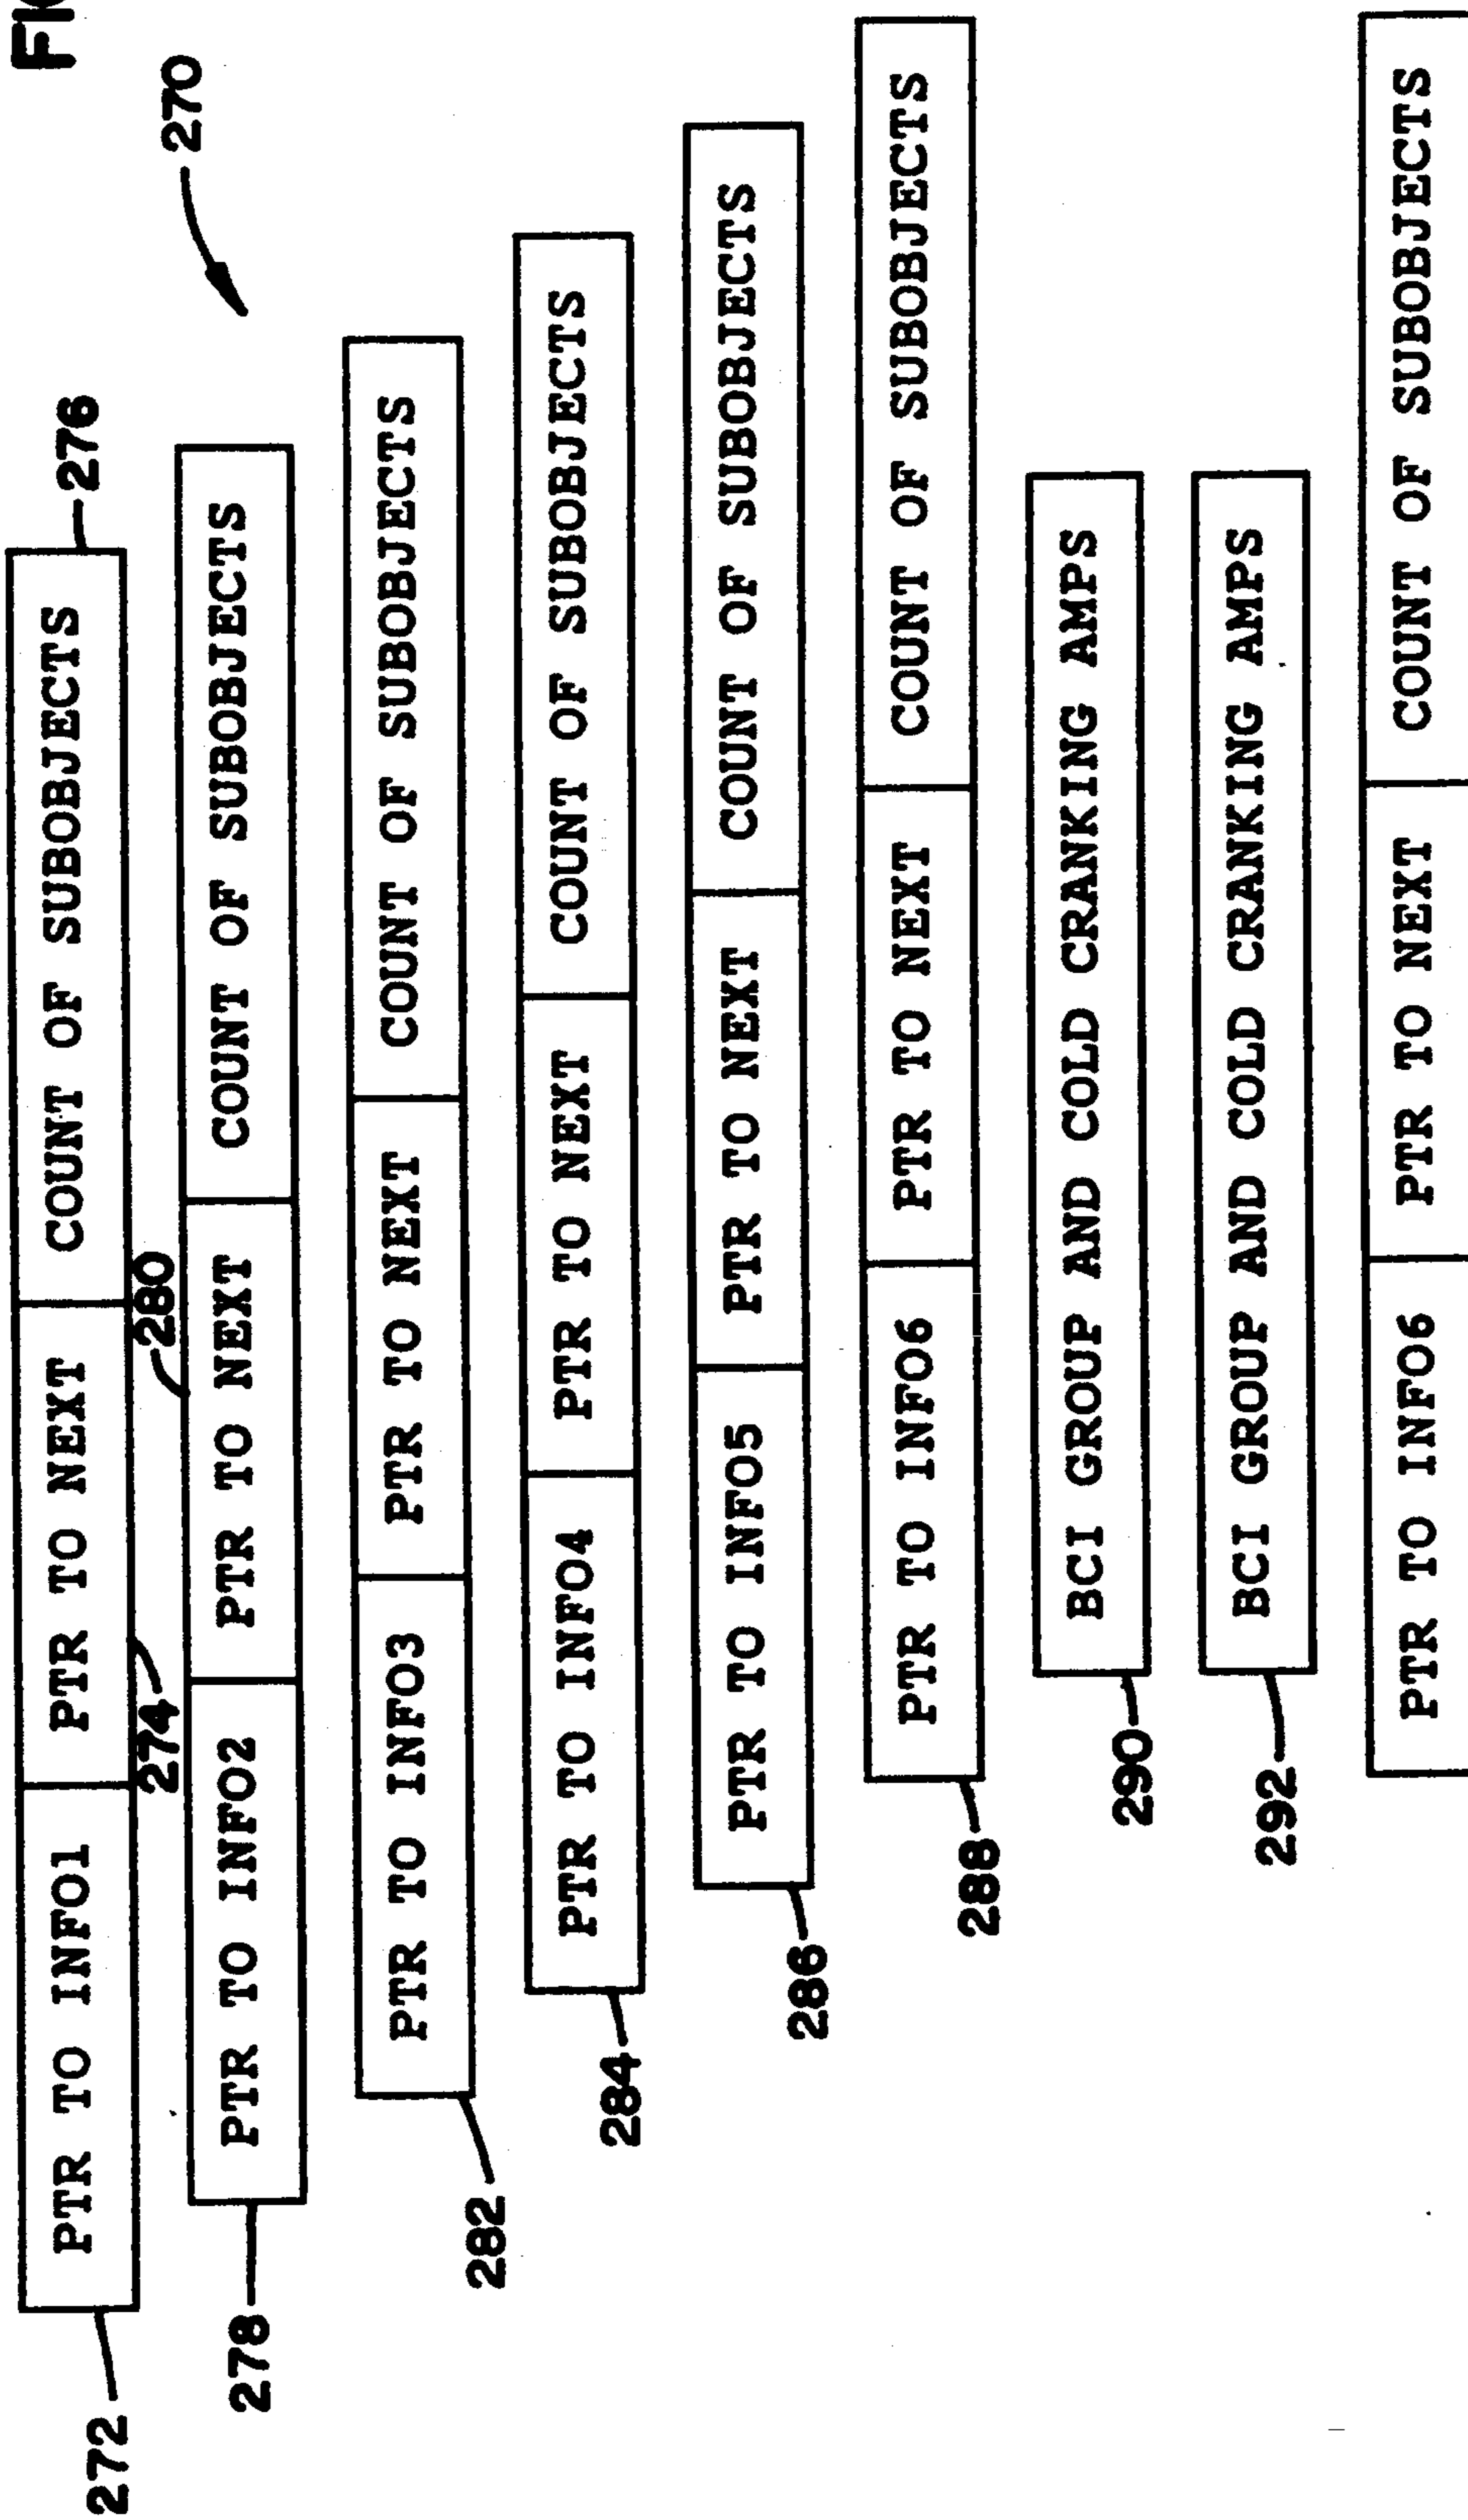 FIG
270
COUNT OF SUBOBJECTS 276
PTR TO INFO1 PTR TO NEXT
272
274
280
PTR TO INFO2 PTR TO NEXT COUNT OF SUBOBJECTS
278
PTR TO INFO3 PTR TO NEXT COUNT OF SUBOBJECTS
282
PTR TO INFO4 PTR TO NEXT COUNT OF SUBOBJECTS
284
PTR TO INFO5 PTR TO NEXT COUNT OF SUBOBJECTS
286
PTR TO INFO6 PTR TO NEXT COUNT OF SUBOBJECTS
288
BCI GROUP AND COLD CRANKING AMPS
290
BCI GROUP AND COLD CRANKING AMPS
292
PTR TO INFO6 PTR TO NEXT COUNT OF SUBOBJECTS